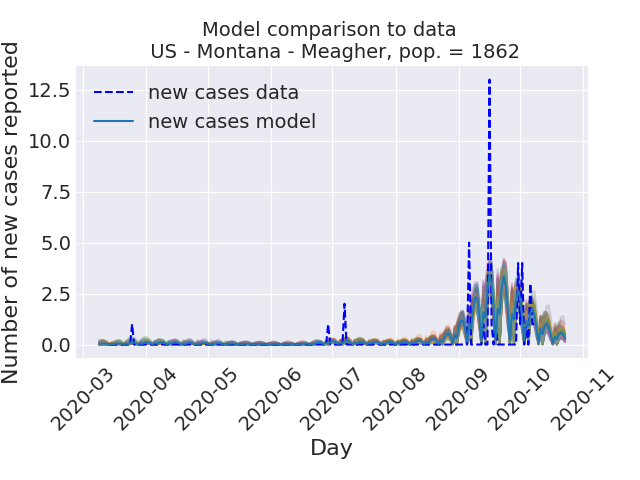 Model comparison to data
US - Montana - Meagher, pop. = 1862
Number of new cases reported
12.5
10.0
7.5
5.0
2.5
0.0
new cases data
new cases model
2020-03
2020-04
2020-05
2020-06
2020-07
2020-08
2020-09
2020-10
2020-11
Day